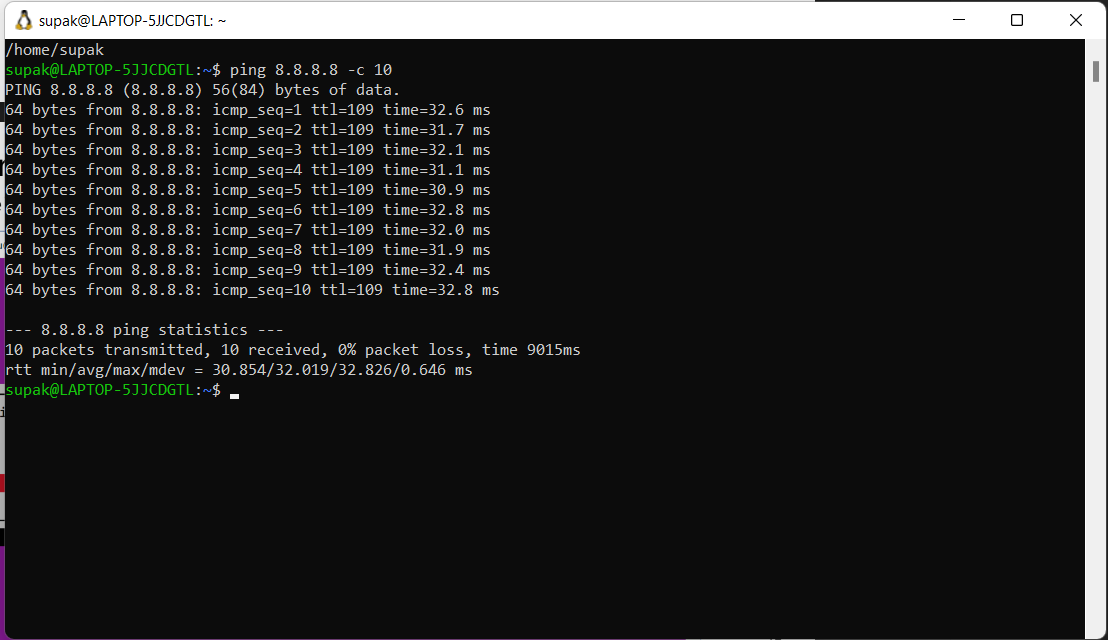 supak@LAPTOP-5JJCDGTL: ~
/home/supak
supak@LAPTOP-5JJCDGTL:~$ ping 8.8.8.8 -c 10
PING 8.8.8.8 (8.8.8.8) 56(84) bytes of data.
64 bytes from 8.8.8.8: icmp_seq=1 ttl=109 time=32.6 ms
64 bytes from 8.8.8.8: icmp_seq=2 ttl=109 time=31.7 ms
64 bytes from 8.8.8.8: icmp_seq=3 ttl=109 time=32.1 ms
64 bytes from 8.8.8.8: icmp_seq=4 ttl=109 time=31.1 ms
64 bytes from 8.8.8.8: icmp_seq=5 ttl=109 time=30.9 ms
64 bytes from 8.8.8.8: icmp_seq=6 ttl=109 time=32.8 ms
64 bytes from 8.8.8.8: icmp_seq=7 ttl=109 time=32.0 ms
64 bytes from 8.8.8.8: icmp_seq=8 ttl=109 time=31.9 ms
64 bytes from 8.8.8.8: icmp_seq=9 ttl=109 time=32.4 ms
64 bytes from 8.8.8.8: icmp_seq=10 ttl=109 time=32.8 ms
--- 8.8.8.8 ping statistics ---
10 packets transmitted, 10 received, 0% packet loss, time 9015ms
rtt min/avg/max/mdev = 30.854/32.019/32.826/0.646 ms
supak@LAPTOP-5JJCDGTL:~$